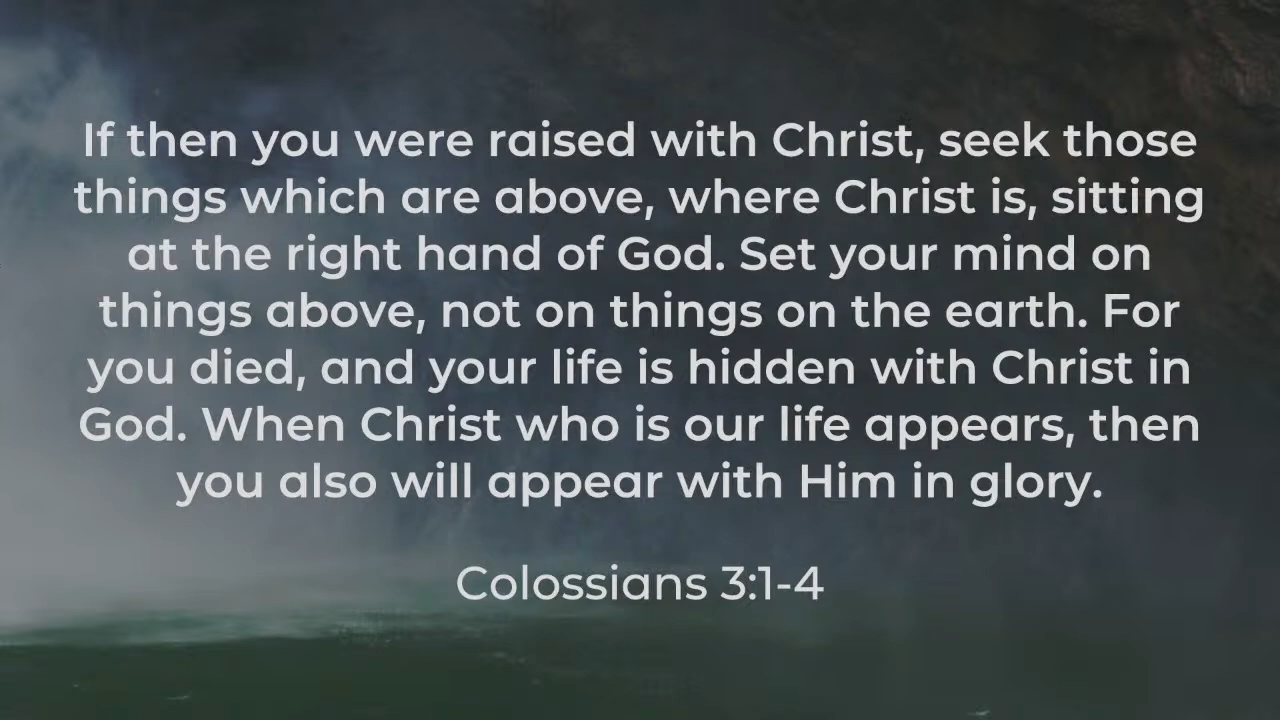 If then you were raised with Christ, seek those
things which are above, where Christ is, sitting
at the right hand of God. Set your mind on
things above, not on things on the earth. For
you died, and your life is hidden with Christ in
God. When Christ who is our life appears, then
you also will appear with Him in glory.
Colossians 3:1-4